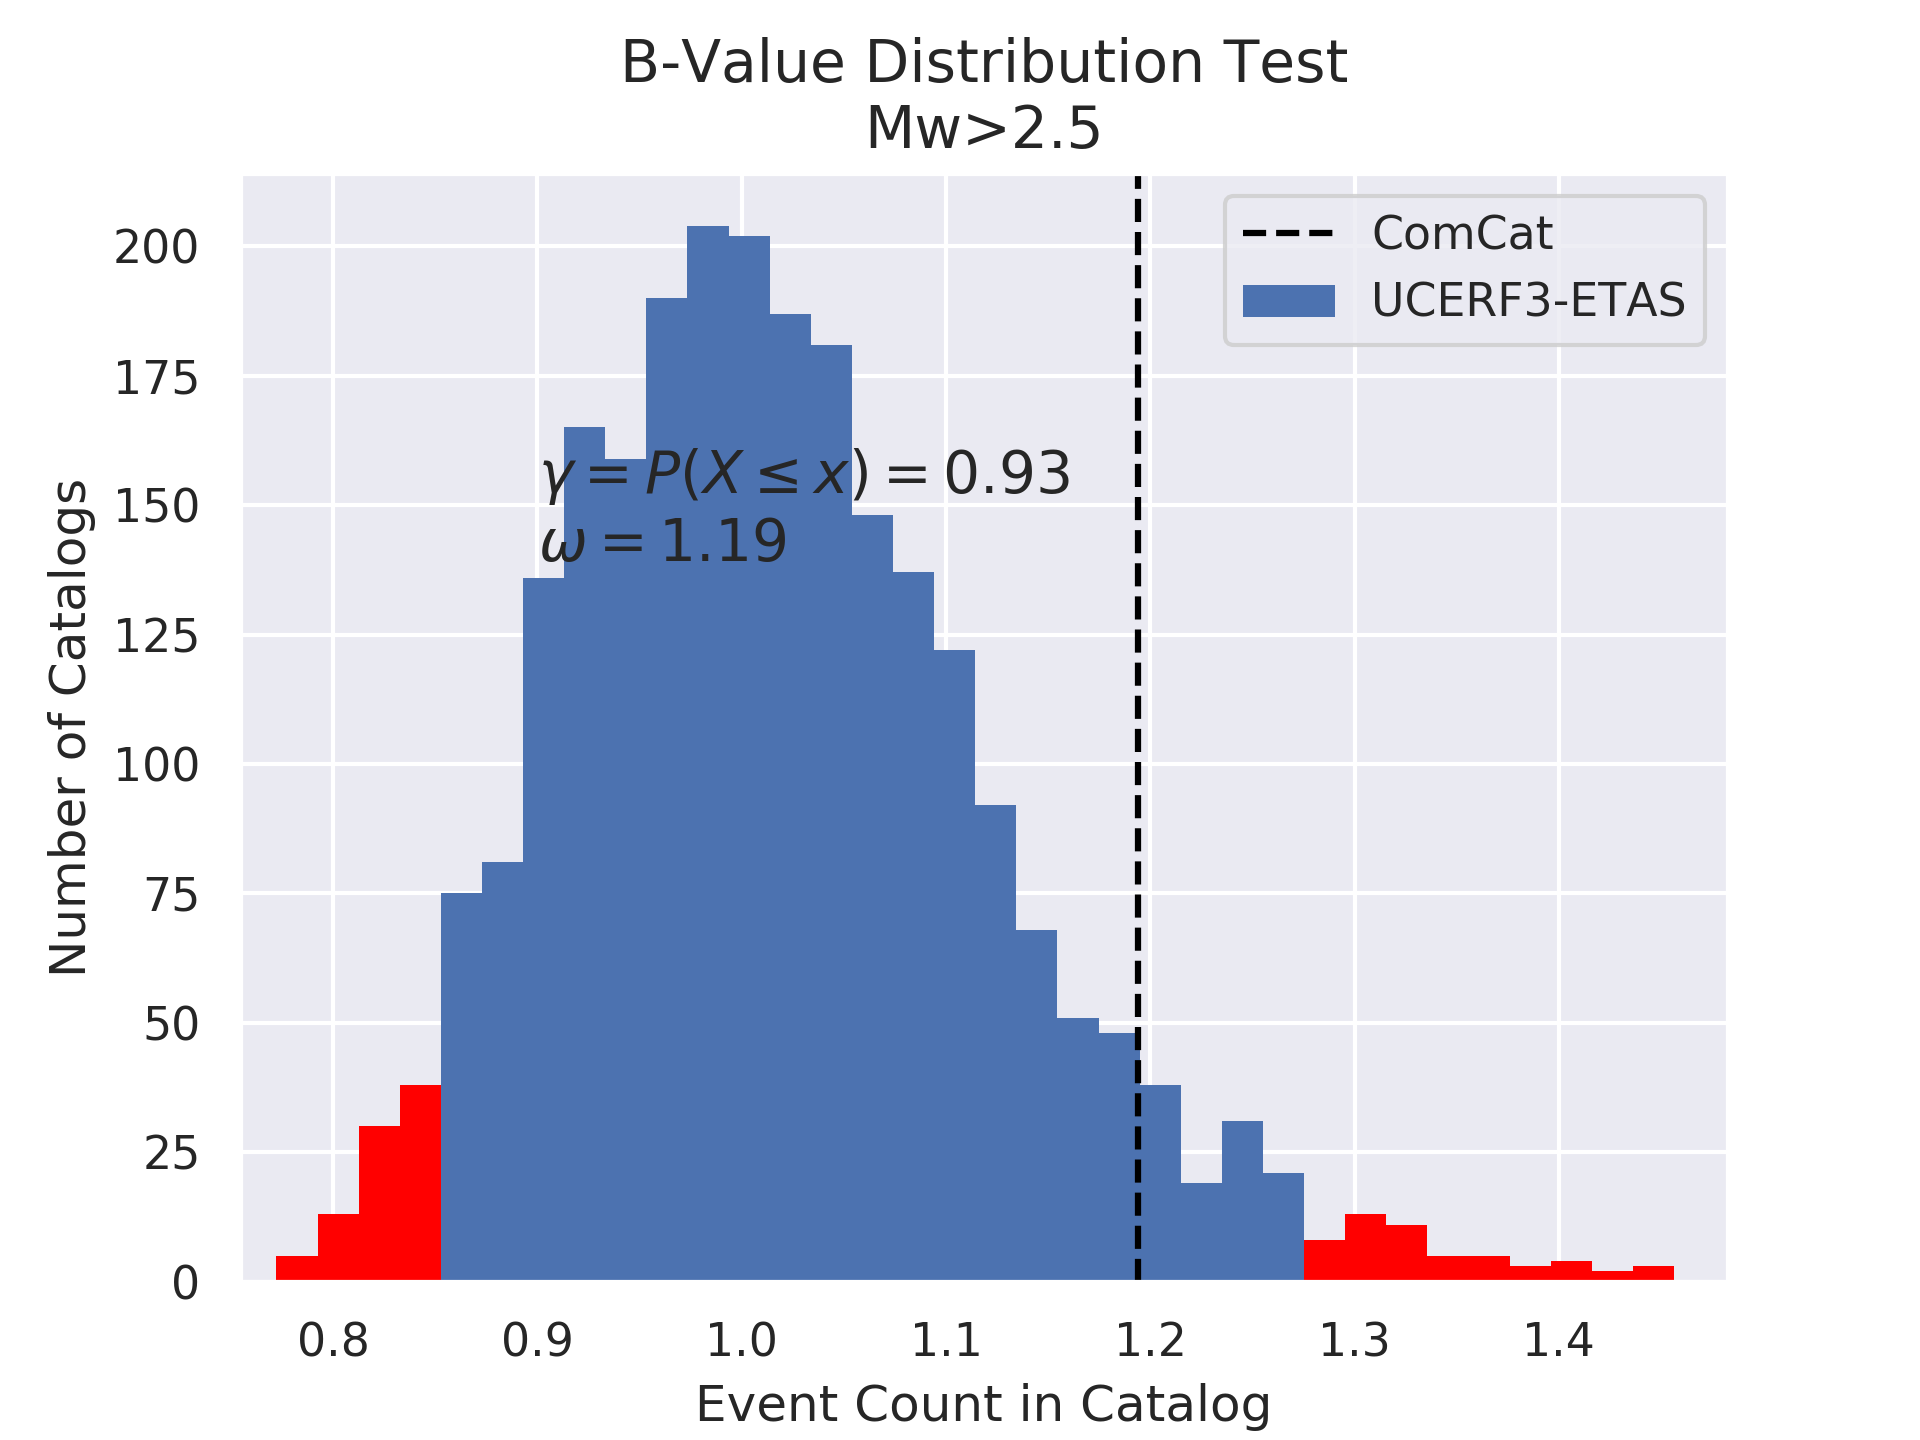 B-Value Distribution Test
Mw>2.5
ComCat
UCERF3-ETAS
γ = P(X ≤ x) = 0.93
ω = 1.19
Number of Catalogs
200
175
150
125
100
75
50
25
0
0.8 0.9 1.0 1.1 1.2 1.3 1.4
Event Count in Catalog